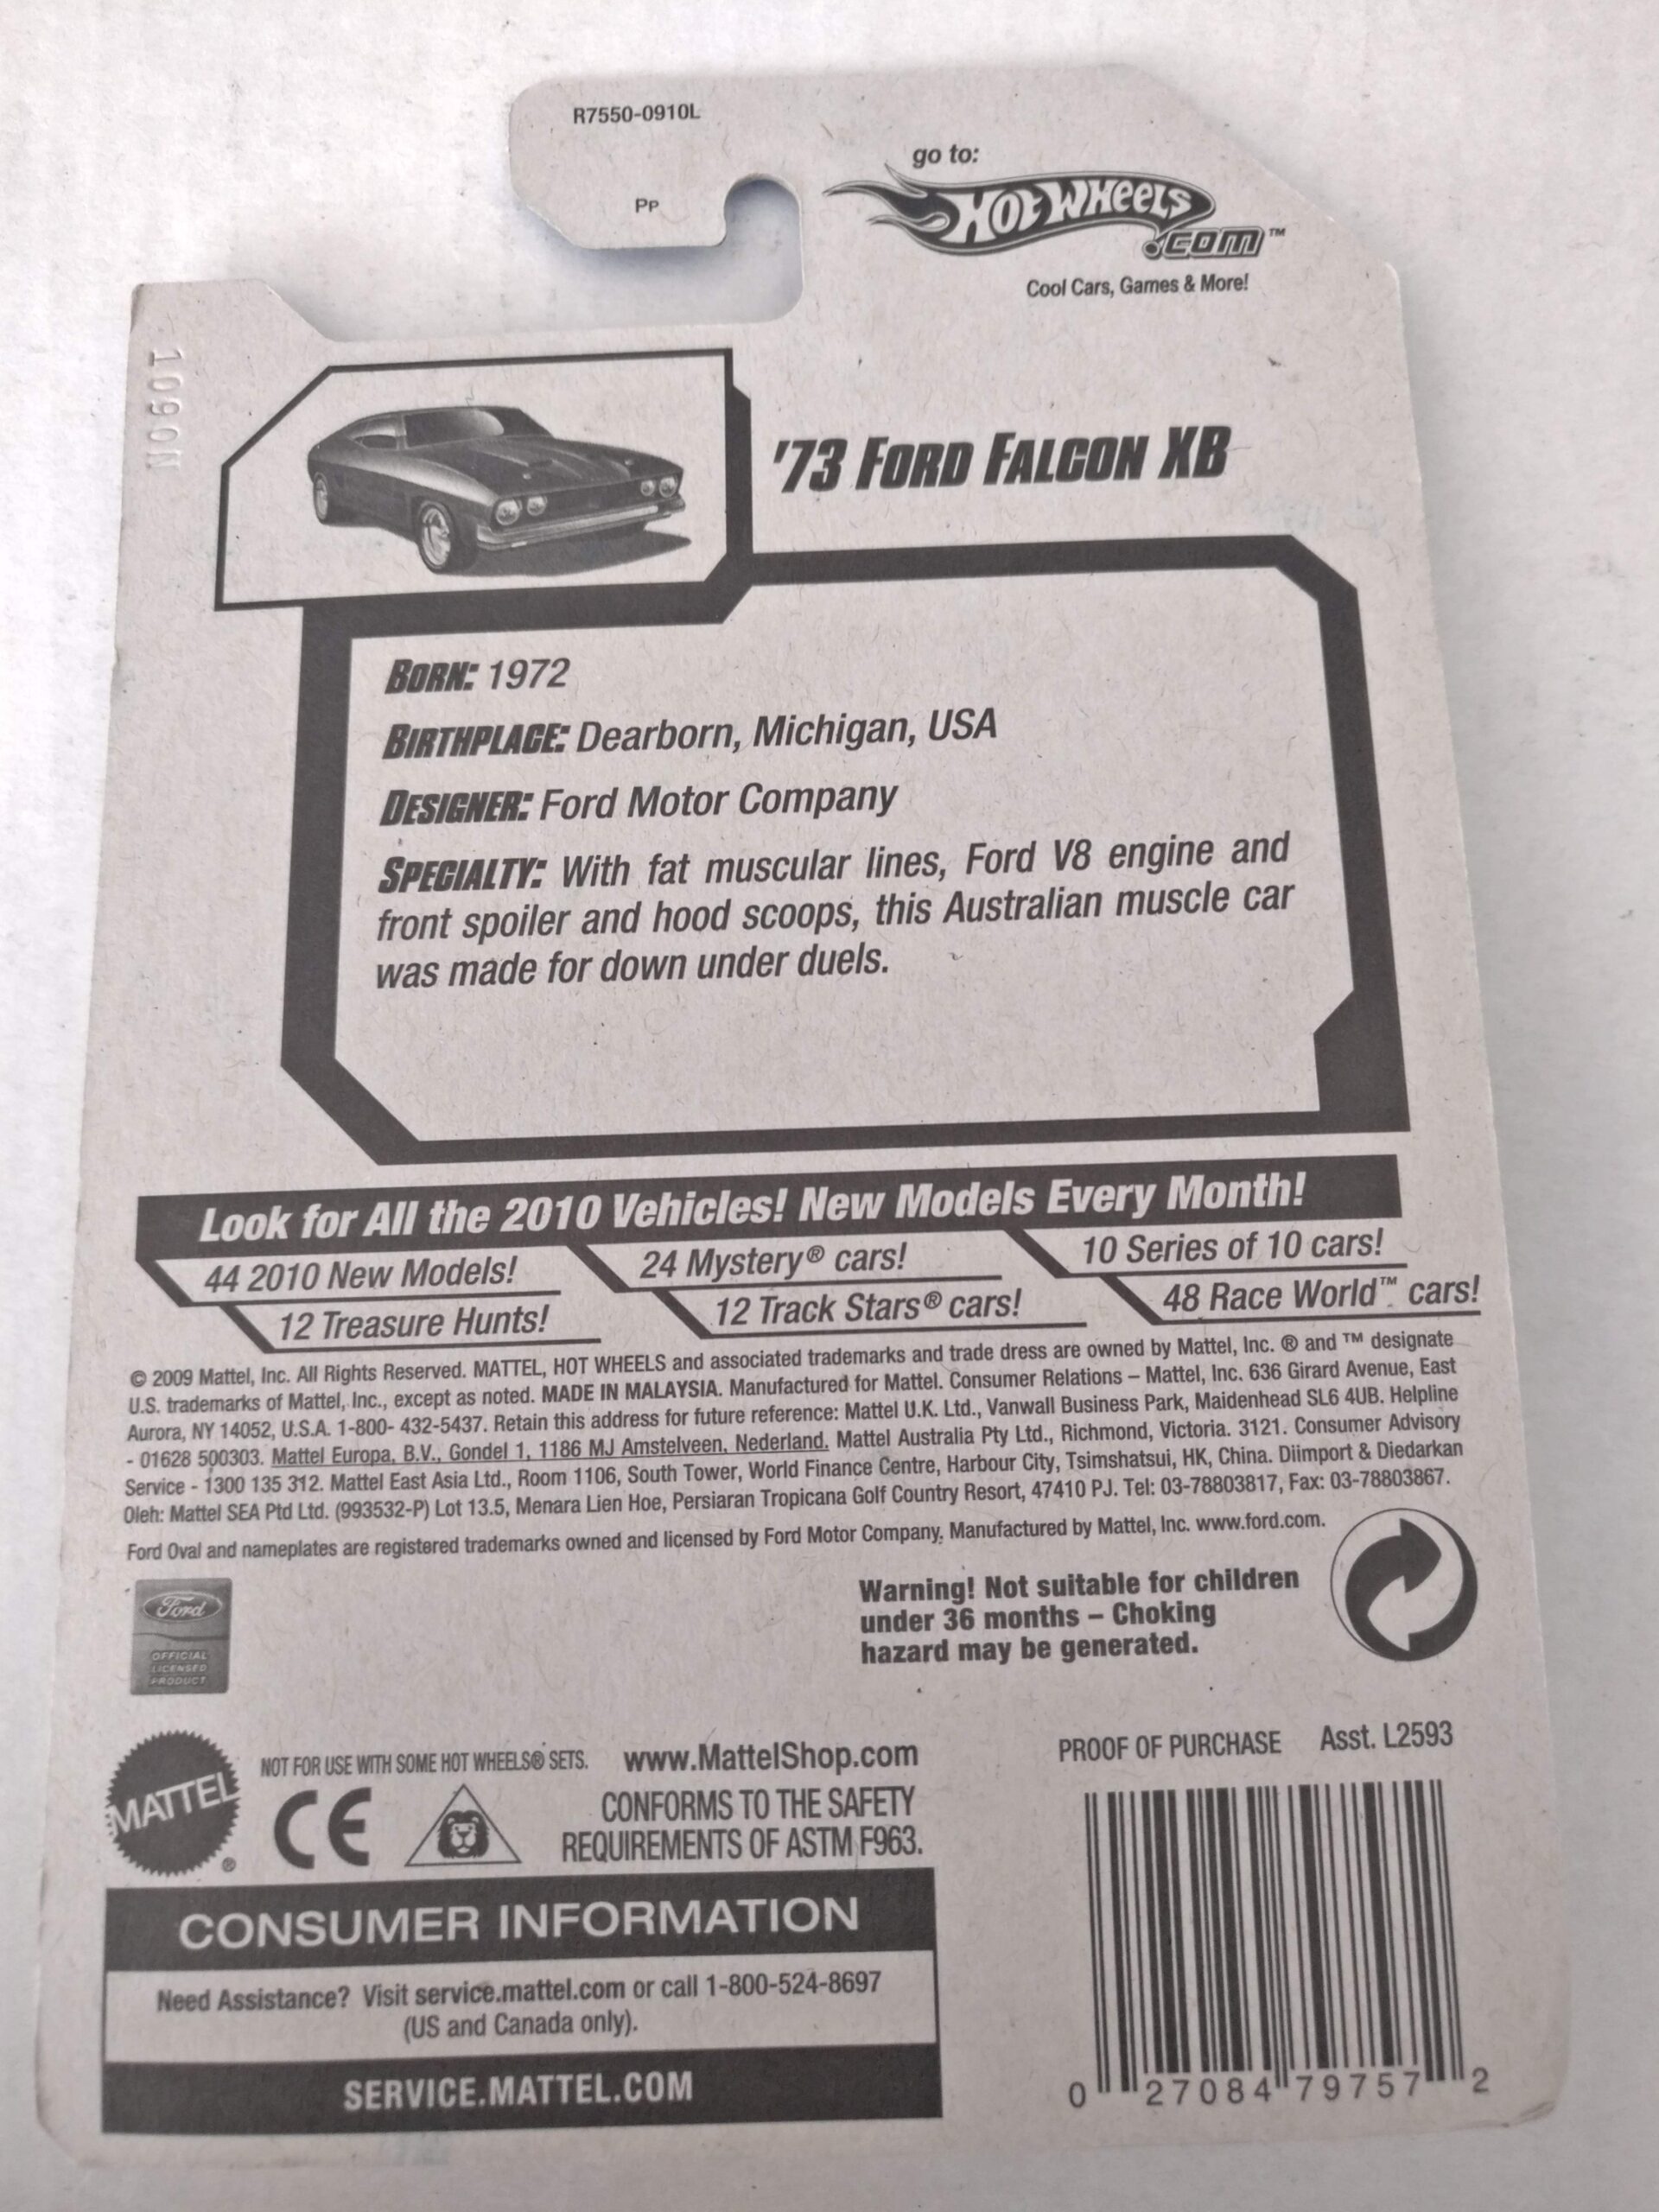 R7550-0910L
Pp
go to:
Hot Wheels
.com™
Cool Cars, Games & More!
1090N
'73 Ford Falcon XB
Born: 1972
Birthplace: Dearborn, Michigan, USA
Designer: Ford Motor Company
Specialty: With fat muscular lines, Ford V8 engine and
front spoiler and hood scoops, this Australian muscle car
was made for down under duels.
Look for All the 2010 Vehicles! New Models Every Month!
44 2010 New Models!
24 Mystery® cars!
10 Series of 10 cars!
12 Treasure Hunts!
12 Track Stars® cars!
48 Race World™ cars!
© 2009 Mattel, Inc. All Rights Reserved. MATTEL, HOT WHEELS and associated trademarks and trade dress are owned by Mattel, Inc. ® and ™ designate
U.S. trademarks of Mattel, Inc., except as noted. MADE IN MALAYSIA. Manufactured for Mattel. Consumer Relations – Mattel, Inc. 636 Girard Avenue, East
Aurora, NY 14052, U.S.A. 1-800- 432-5437. Retain this address for future reference: Mattel U.K. Ltd., Vanwall Business Park, Maidenhead SL6 4UB. Helpline
- 01628 500303. Mattel Europa, B.V., Gondel 1, 1186 MJ Amstelveen, Nederland. Mattel Australia Pty Ltd., Richmond, Victoria. 3121. Consumer Advisory
Service - 1300 135 312. Mattel East Asia Ltd., Room 1106, South Tower, World Finance Centre, Harbour City, Tsimshatsui, HK, China. Diimport & Diedarkan
Oleh: Mattel SEA Ptd Ltd. (993532-P) Lot 13.5, Menara Lien Hoe, Persiaran Tropicana Golf Country Resort, 47410 PJ. Tel: 03-78803817, Fax: 03-78803867.
Ford Oval and nameplates are registered trademarks owned and licensed by Ford Motor Company. Manufactured by Mattel, Inc. www.ford.com.
Ford
OFFICIAL
LICENSED
PRODUCT
Warning! Not suitable for children
under 36 months – Choking
hazard may be generated.
MATTEL®
NOT FOR USE WITH SOME HOT WHEELS® SETS.
www.MattelShop.com
CE
CONFORMS TO THE SAFETY
REQUIREMENTS OF ASTM F963.
PROOF OF PURCHASE Asst. L2593
CONSUMER INFORMATION
Need Assistance? Visit service.mattel.com or call 1-800-524-8697
(US and Canada only).
SERVICE.MATTEL.COM
0 27084 79757 2